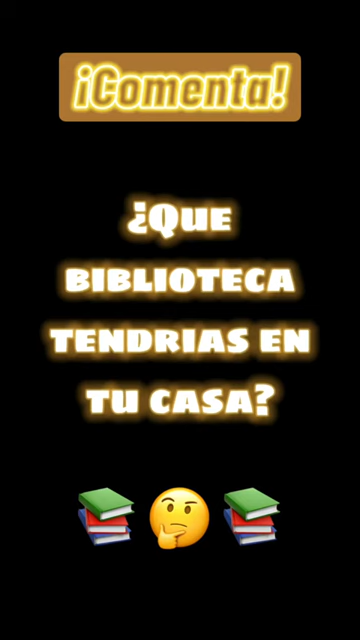 ¡Comenta!
¿Que
BIBLIOTECA
TENDRIAS EN
TU CASA?